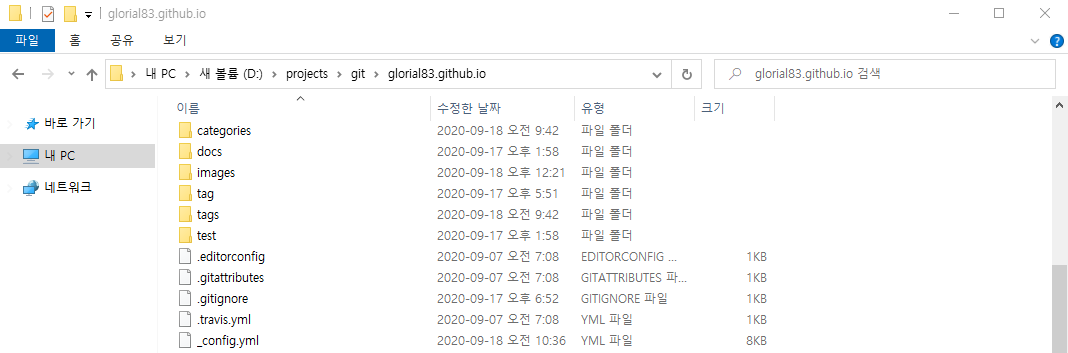 glorial83.github.io
파일 홈 공유 보기
내 PC 새 볼륨 (D:) projects git glorial83.github.io glorial83.github.io 검색
이름 수정한 날짜 유형 크기
바로 가기
내 PC
네트워크
categories 2020-09-18 오전 9:42 파일 폴더
docs 2020-09-17 오후 1:58 파일 폴더
images 2020-09-18 오후 12:21 파일 폴더
tag 2020-09-17 오후 5:51 파일 폴더
tags 2020-09-18 오전 9:42 파일 폴더
test 2020-09-17 오후 1:58 파일 폴더
.editorconfig 2020-09-07 오전 7:08 EDITORCONFIG ... 1KB
.gitattributes 2020-09-07 오전 7:08 GITATTRIBUTES 파... 1KB
.gitignore 2020-09-17 오후 6:52 GITIGNORE 파일 1KB
.travis.yml 2020-09-07 오전 7:08 YML 파일 1KB
_config.yml 2020-09-18 오전 10:36 YML 파일 8KB